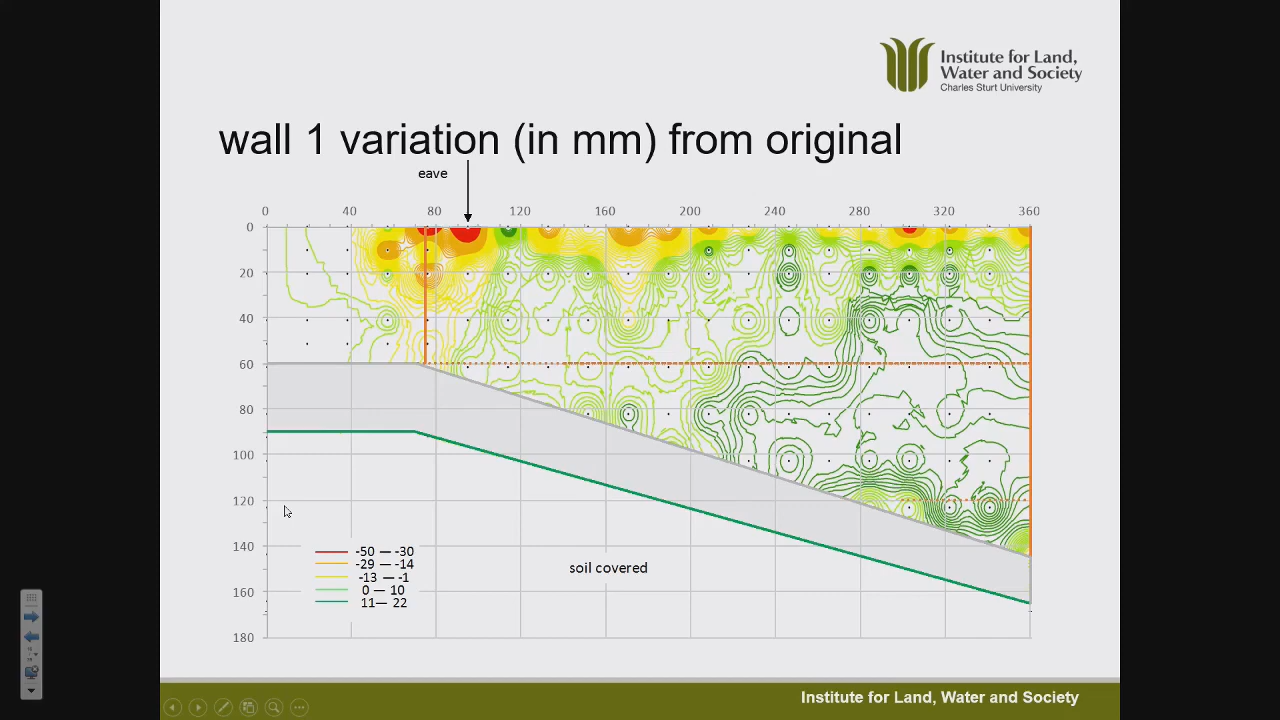 Institute for Land,
Water and Society
Charles Sturt University
wall 1 variation (in mm) from original
eave
0 40 80 120 160 200 240 280 320 360
0
20
40
60
80
100
120
140
160
180
-50 — -30
-29 — -14
-13 — -1
0 — 10
11— 22
soil covered
Institute for Land, Water and Society